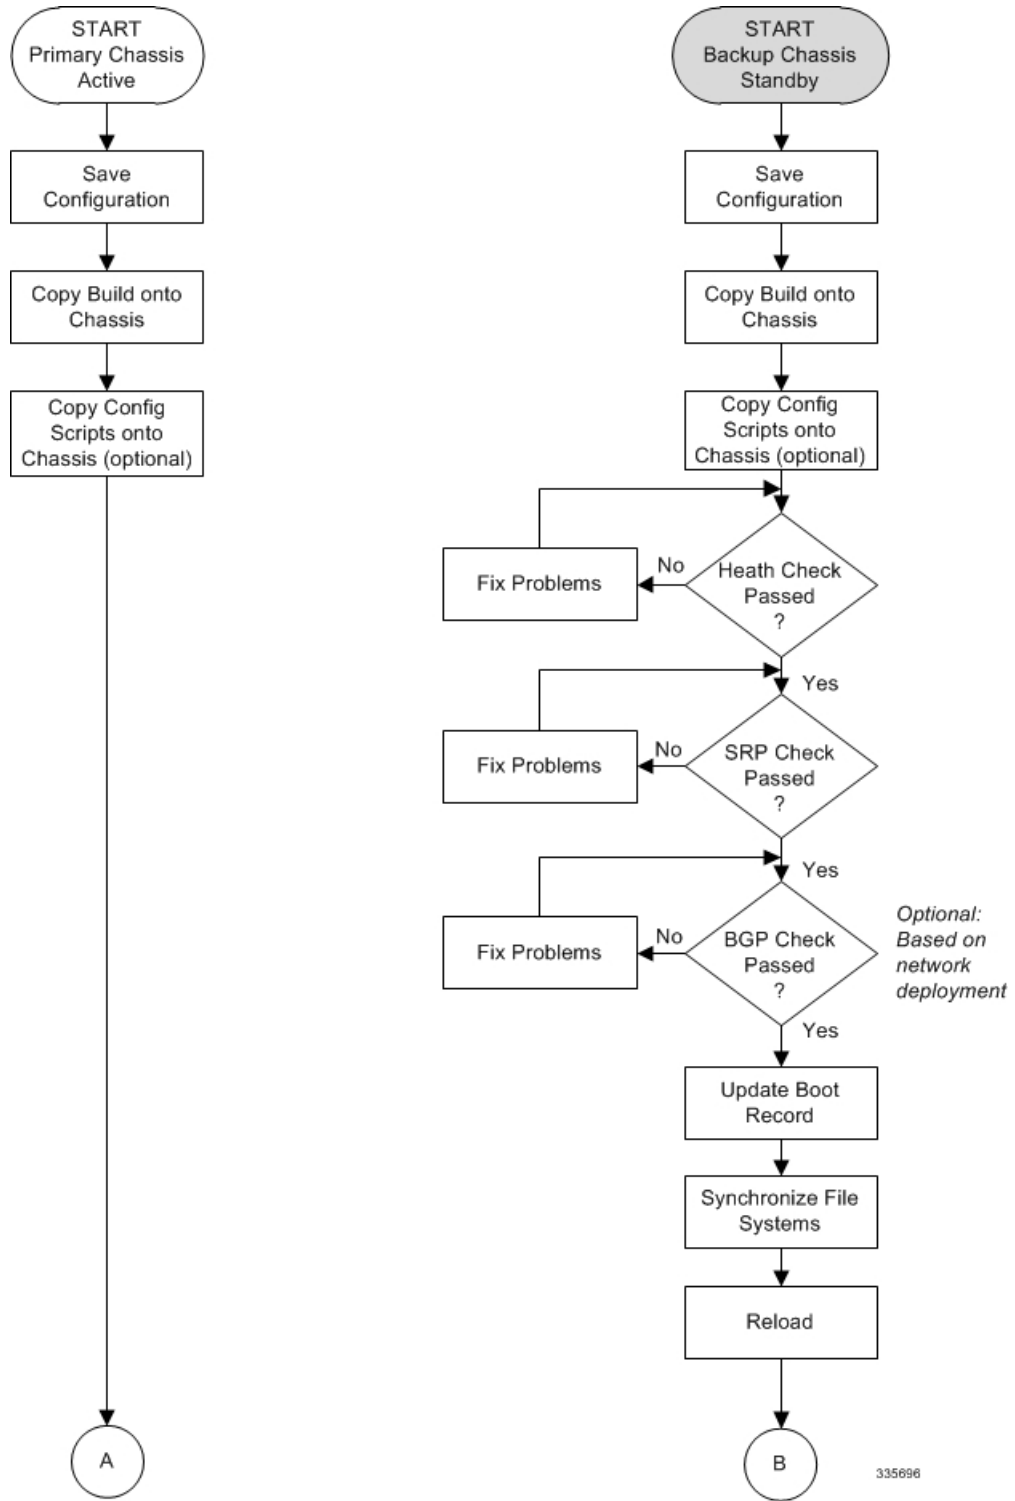 START
Primary Chassis
Active
Save
Configuration
Copy Build onto
Chassis
Copy Config
Scripts onto
Chassis (optional)
A
START
Backup Chassis
Standby
Save
Configuration
Copy Build onto
Chassis
Copy Config
Scripts onto
Chassis (optional)
Heath Check
Passed
?
No
Fix Problems
Yes
SRP Check
Passed
?
No
Fix Problems
Yes
BGP Check
Passed
?
No
Fix Problems
Optional:
Based on
network
deployment
Yes
Update Boot
Record
Synchronize File
Systems
Reload
B
335696